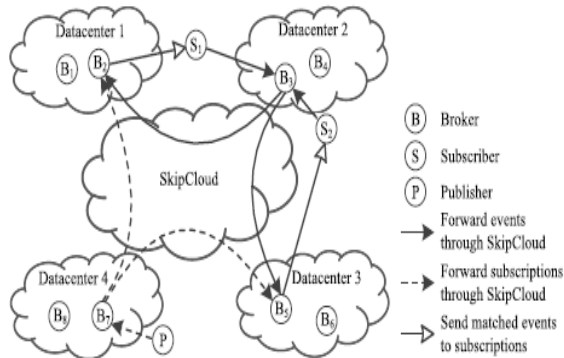 Datacenter 1
B1
B2
S1
Datacenter 2
B3
B4
S2
SkipCloud
Datacenter 4
B8
B7
P
Datacenter 3
B5
B6
B Broker
S Subscriber
P Publisher
Forward events
through SkipCloud
Forward subscriptions
through SkipCloud
Send matched events
to subscriptions